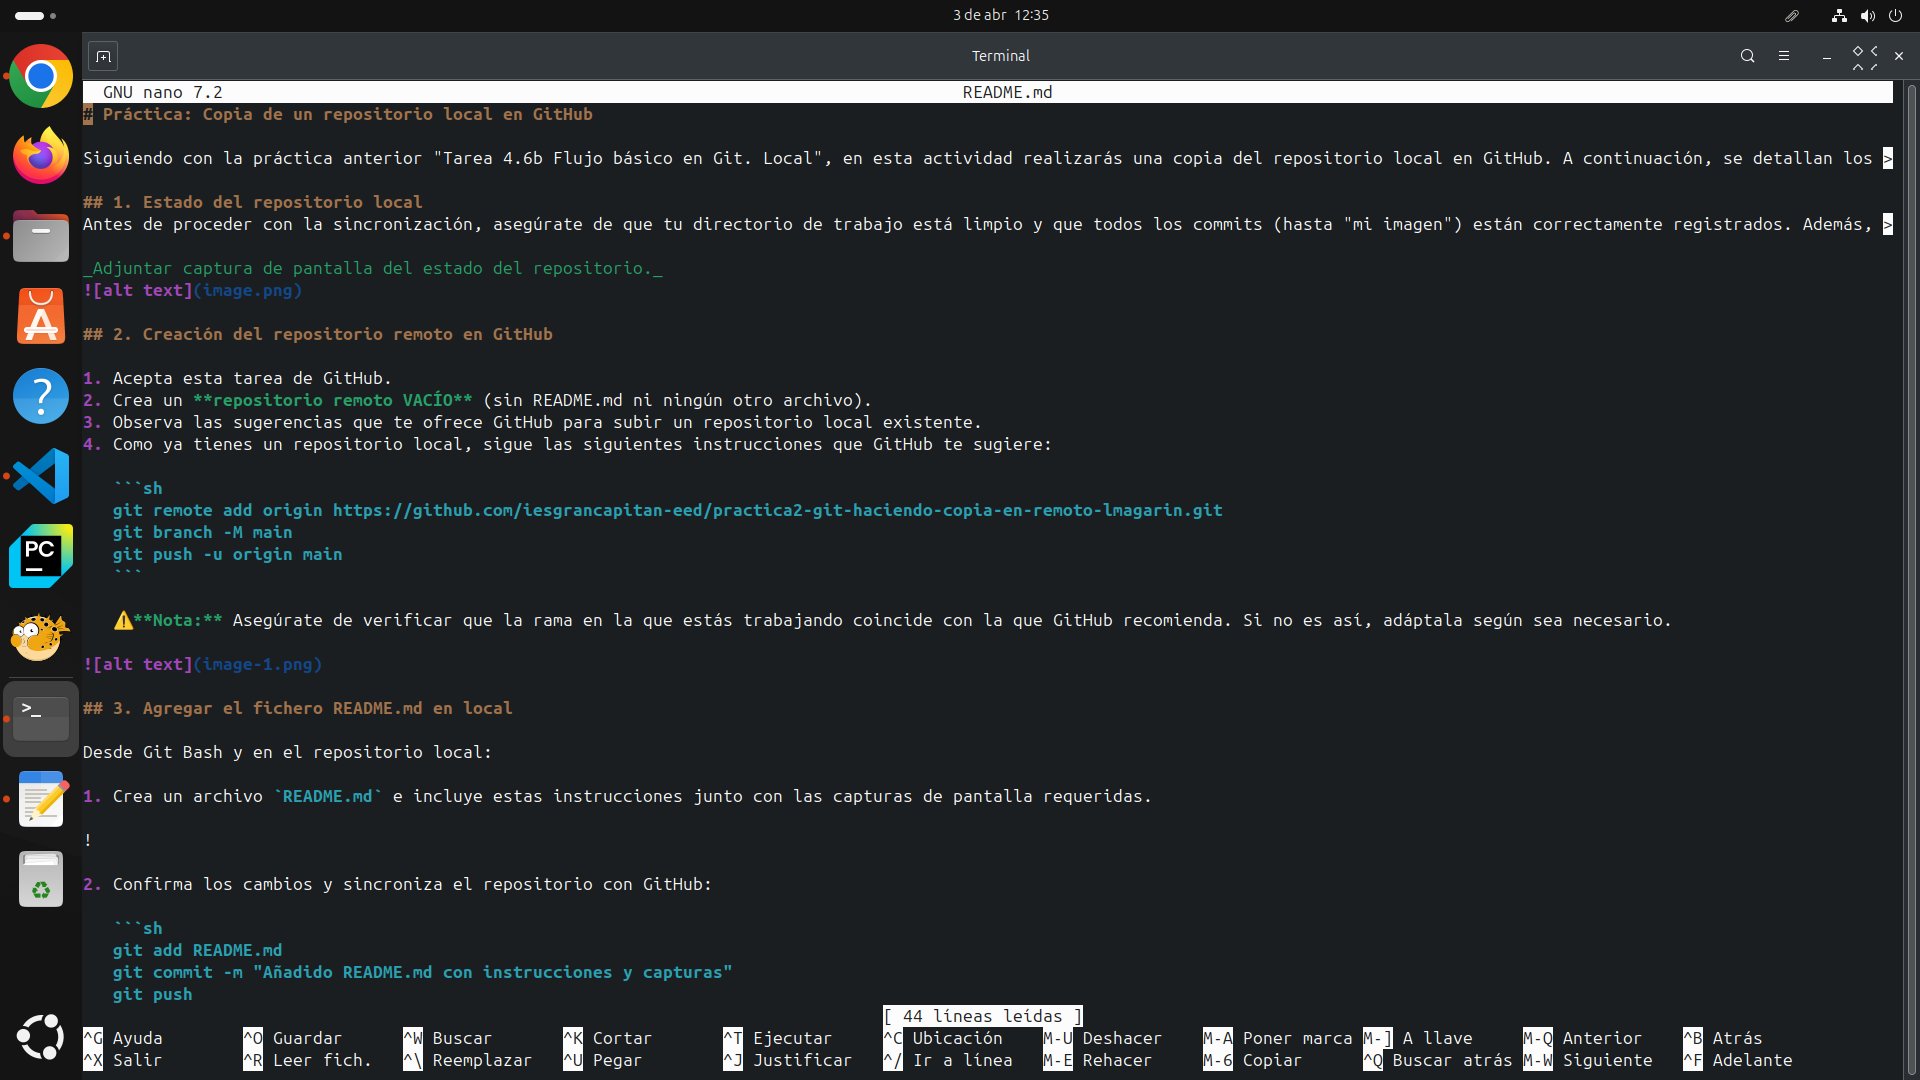 3 de abr 12:35
Terminal
GNU nano 7.2 README.md
# Práctica: Copia de un repositorio local en GitHub
Siguiendo con la práctica anterior "Tarea 4.6b Flujo básico en Git. Local", en esta actividad realizarás una copia del repositorio local en GitHub. A continuación, se detallan los >
## 1. Estado del repositorio local
Antes de proceder con la sincronización, asegúrate de que tu directorio de trabajo está limpio y que todos los commits (hasta "mi imagen") están correctamente registrados. Además, >
_Adjuntar captura de pantalla del estado del repositorio._
![alt text](image.png)
## 2. Creación del repositorio remoto en GitHub
1. Acepta esta tarea de GitHub.
2. Crea un **repositorio remoto VACÍO** (sin README.md ni ningún otro archivo).
3. Observa las sugerencias que te ofrece GitHub para subir un repositorio local existente.
4. Como ya tienes un repositorio local, sigue las siguientes instrucciones que GitHub te sugiere:
```sh
git remote add origin https://github.com/iesgrancapitan-eed/practica2-git-haciendo-copia-en-remoto-lmagarin.git
git branch -M main
git push -u origin main
```
⚠️**Nota:** Asegúrate de verificar que la rama en la que estás trabajando coincide con la que GitHub recomienda. Si no es así, adáptala según sea necesario.
![alt text](image-1.png)
## 3. Agregar el fichero README.md en local
Desde Git Bash y en el repositorio local:
1. Crea un archivo `README.md` e incluye estas instrucciones junto con las capturas de pantalla requeridas.
!
2. Confirma los cambios y sincroniza el repositorio con GitHub:
```sh
git add README.md
git commit -m "Añadido README.md con instrucciones y capturas"
git push
[ 44 líneas leídas ]
^G Ayuda ^O Guardar ^W Buscar ^K Cortar ^T Ejecutar ^C Ubicación M-U Deshacer M-A Poner marca M-] A llave M-Q Anterior ^B Atrás
^X Salir ^R Leer fich. ^\ Reemplazar ^U Pegar ^J Justificar ^/ Ir a línea M-E Rehacer M-6 Copiar ^Q Buscar atrás M-W Siguiente ^F Adelante
PC